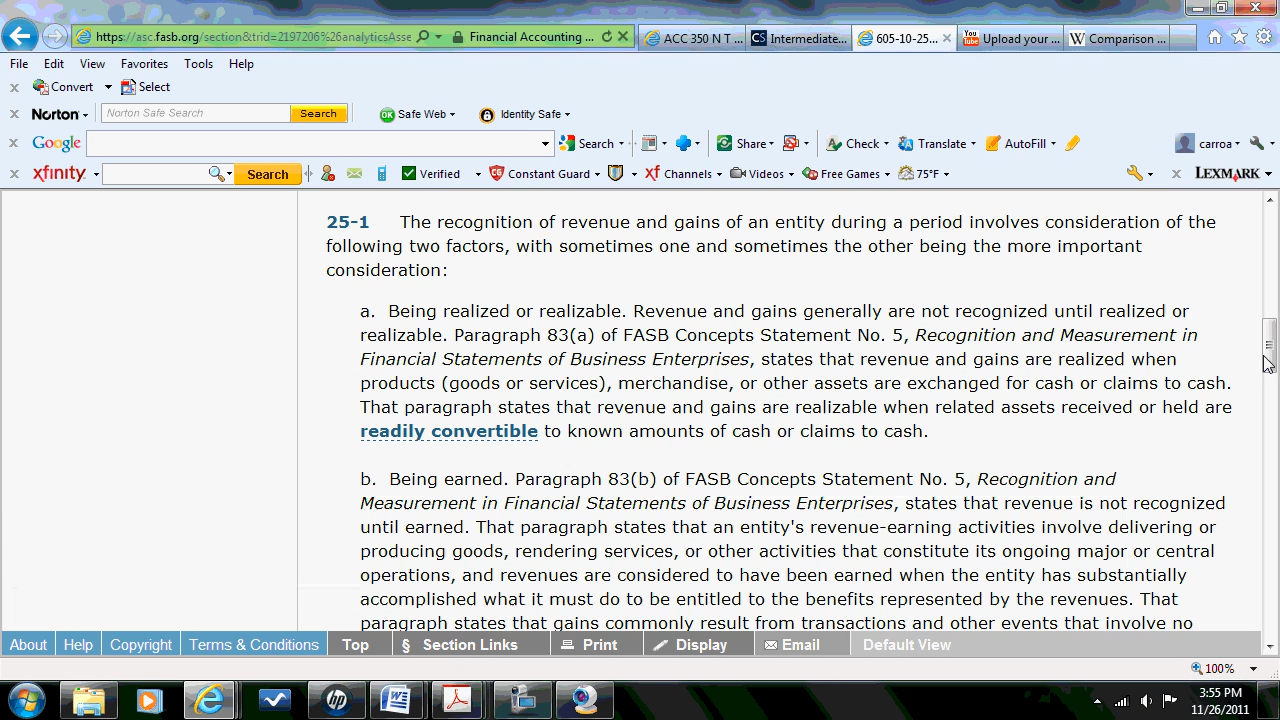 https://asc.fasb.org/section&trid=2197206%26analyticsAsse
Financial Accounting ...
ACC 350 N T ...
CS Intermediate...
605-10-25...
You Tube Upload your ...
W Comparison ...
File Edit View Favorites Tools Help
x Convert Select
x Norton Norton Safe Search Search OK Safe Web Identity Safe
x Google Search Share Check Translate AutoFill carroa
x xfinity Search Verified CG Constant Guard xf Channels Videos Free Games 75°F x LEXMARK
25-1 The recognition of revenue and gains of an entity during a period involves consideration of the
following two factors, with sometimes one and sometimes the other being the more important
consideration:
a. Being realized or realizable. Revenue and gains generally are not recognized until realized or
realizable. Paragraph 83(a) of FASB Concepts Statement No. 5, Recognition and Measurement in
Financial Statements of Business Enterprises, states that revenue and gains are realized when
products (goods or services), merchandise, or other assets are exchanged for cash or claims to cash.
That paragraph states that revenue and gains are realizable when related assets received or held are
readily convertible to known amounts of cash or claims to cash.
b. Being earned. Paragraph 83(b) of FASB Concepts Statement No. 5, Recognition and
Measurement in Financial Statements of Business Enterprises, states that revenue is not recognized
until earned. That paragraph states that an entity's revenue-earning activities involve delivering or
producing goods, rendering services, or other activities that constitute its ongoing major or central
operations, and revenues are considered to have been earned when the entity has substantially
accomplished what it must do to be entitled to the benefits represented by the revenues. That
paragraph states that gains commonly result from transactions and other events that involve no
About Help Copyright Terms & Conditions Top § Section Links Print Display Email Default View
100%
3:55 PM
11/26/2011